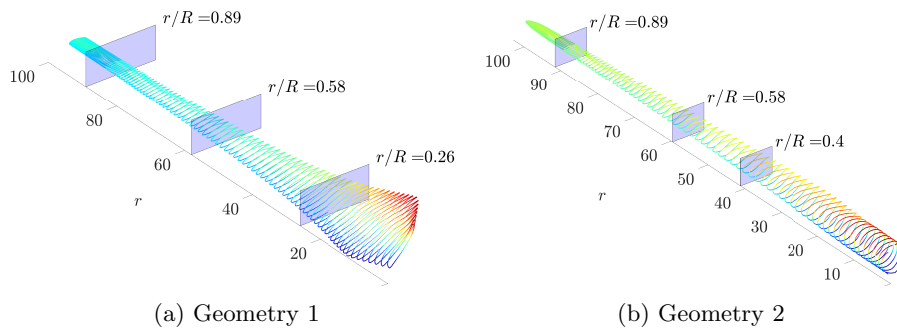 r/R =0.89
r/R =0.58
r/R =0.26
100
80
60
40
20
r
(a) Geometry 1
r/R =0.89
r/R =0.58
r/R =0.4
100
90
80
70
60
50
40
30
20
10
r
(b) Geometry 2